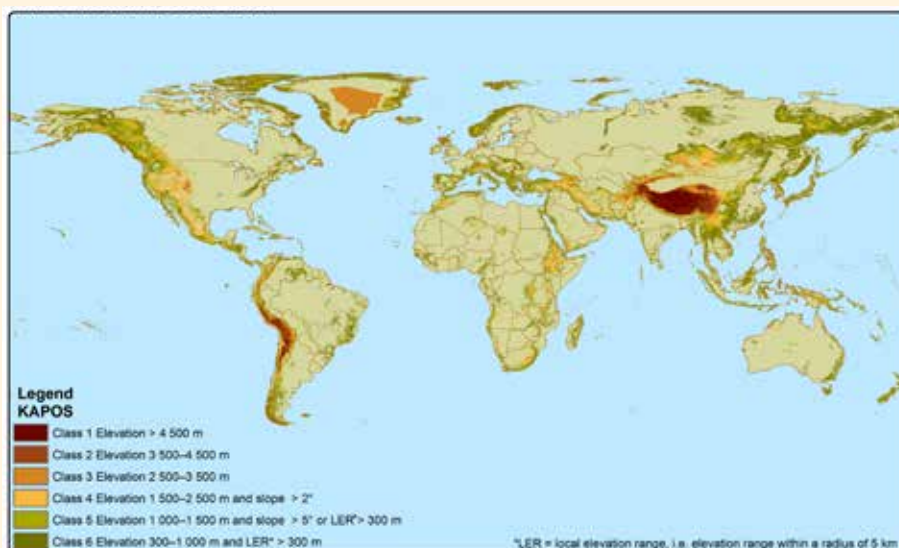 Legend
KAPOS
Class 1 Elevation > 4 500 m
Class 2 Elevation 3 500–4 500 m
Class 3 Elevation 2 500–3 500 m
Class 4 Elevation 1 500–2 500 m and slope > 2°
Class 5 Elevation 1 000–1 500 m and slope > 5° or LER* > 300 m
Class 6 Elevation 300–1 000 m and LER* > 300 m
*LER = local elevation range, i.e. elevation range within a radius of 5 km